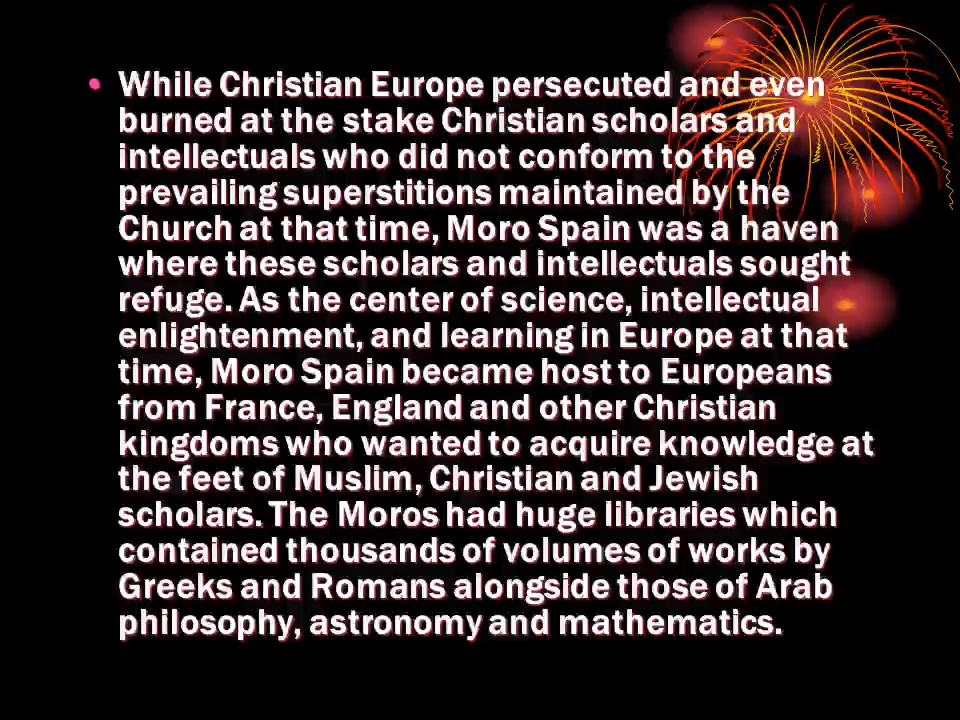 • While Christian Europe persecuted and even
burned at the stake Christian scholars and
intellectuals who did not conform to the
prevailing superstitions maintained by the
Church at that time, Moro Spain was a haven
where these scholars and intellectuals sought
refuge. As the center of science, intellectual
enlightenment, and learning in Europe at that
time, Moro Spain became host to Europeans
from France, England and other Christian
kingdoms who wanted to acquire knowledge at
the feet of Muslim, Christian and Jewish
scholars. The Moros had huge libraries which
contained thousands of volumes of works by
Greeks and Romans alongside those of Arab
philosophy, astronomy and mathematics.